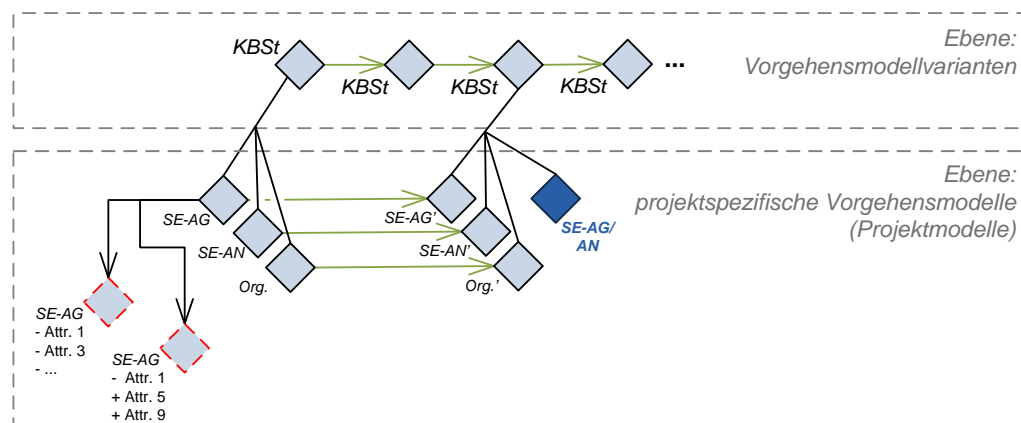 KBSt
KBSt
KBSt
KBSt
...
Ebene:
Vorgehensmodellvarianten
Ebene:
projektspezifische Vorgehensmodelle
(Projektmodelle)
SE-AG
SE-AN
Org.
SE-AG’
SE-AN’
Org.’
SE-AG/
AN
SE-AG
- Attr. 1
- Attr. 3
- ...
SE-AG
- Attr. 1
+ Attr. 5
+ Attr. 9